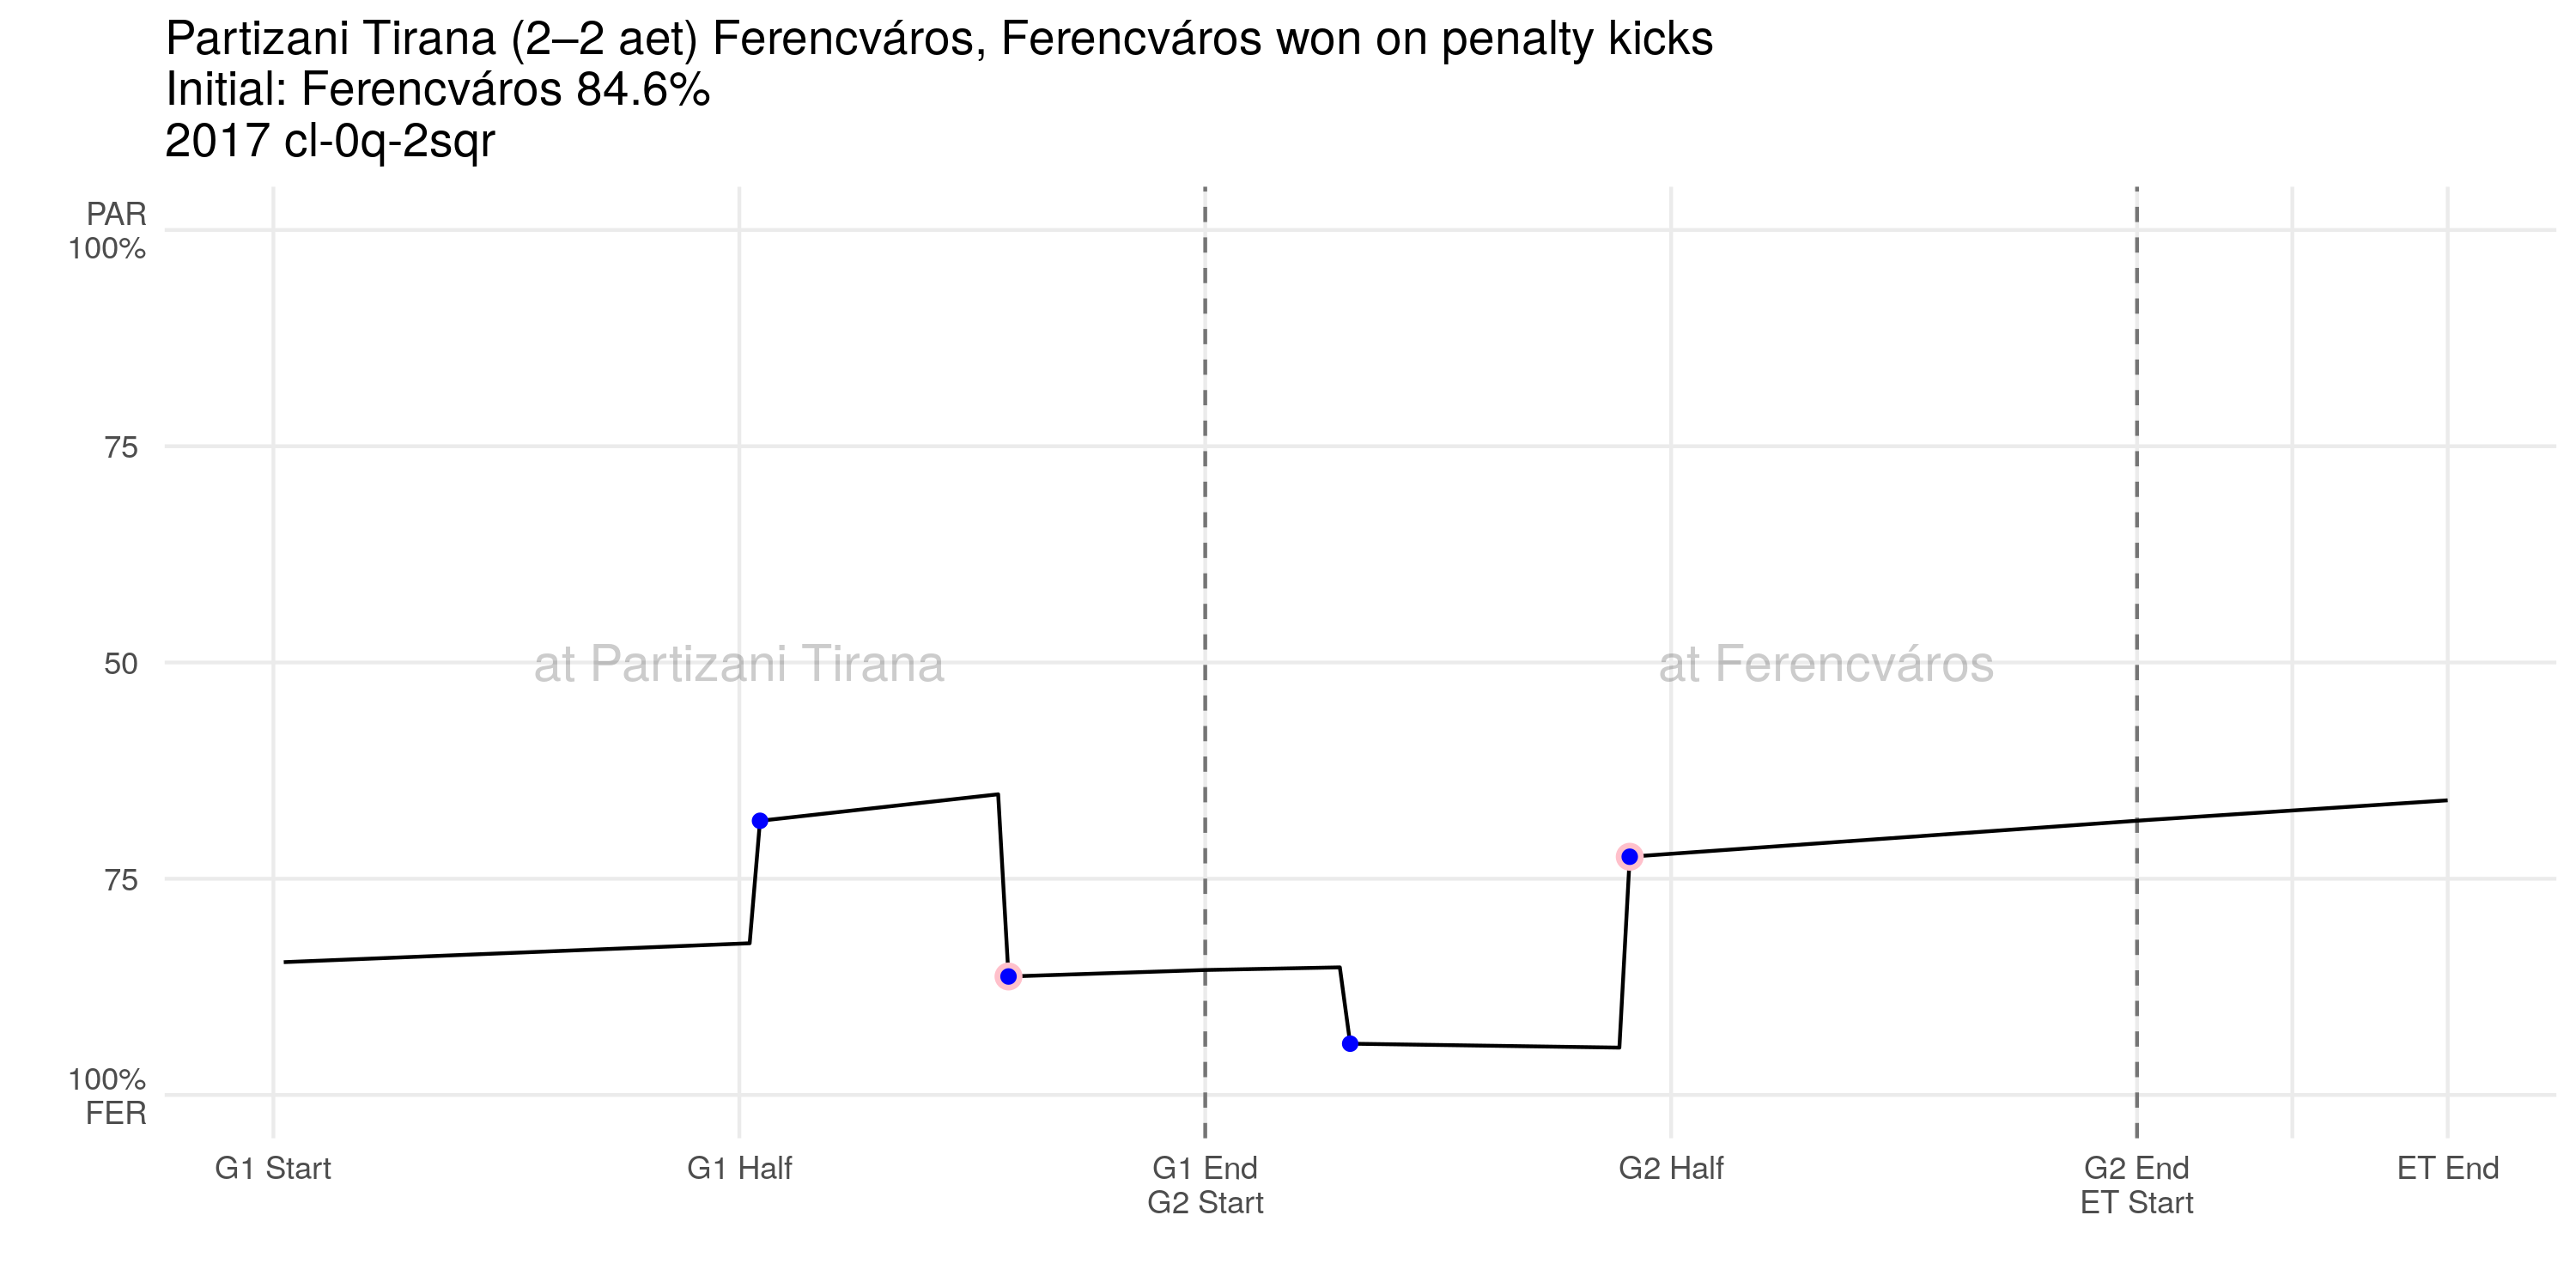 Partizani Tirana (2–2 aet) Ferencváros, Ferencváros won on penalty kicks
Initial: Ferencváros 84.6%
2017 cl-0q-2sqr
PAR
100%
75
50
75
100%
FER
at Partizani Tirana
at Ferencváros
G1 Start
G1 Half
G1 End
G2 Start
G2 Half
G2 End
ET Start
ET End